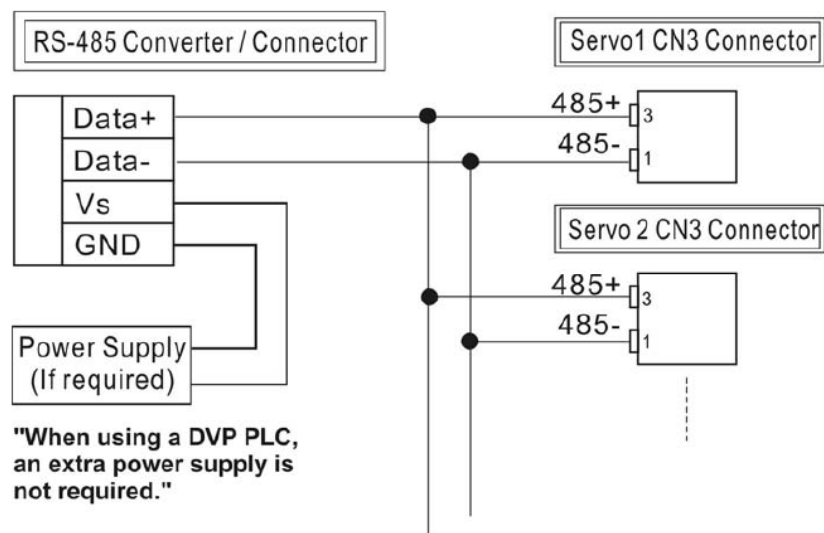 RS-485 Converter / Connector
Data+
Data-
Vs
GND
Power Supply
(If required)
"When using a DVP PLC,
an extra power supply is
not required."
Servo1 CN3 Connector
485+
3
485-
1
Servo 2 CN3 Connector
485+
3
485-
1